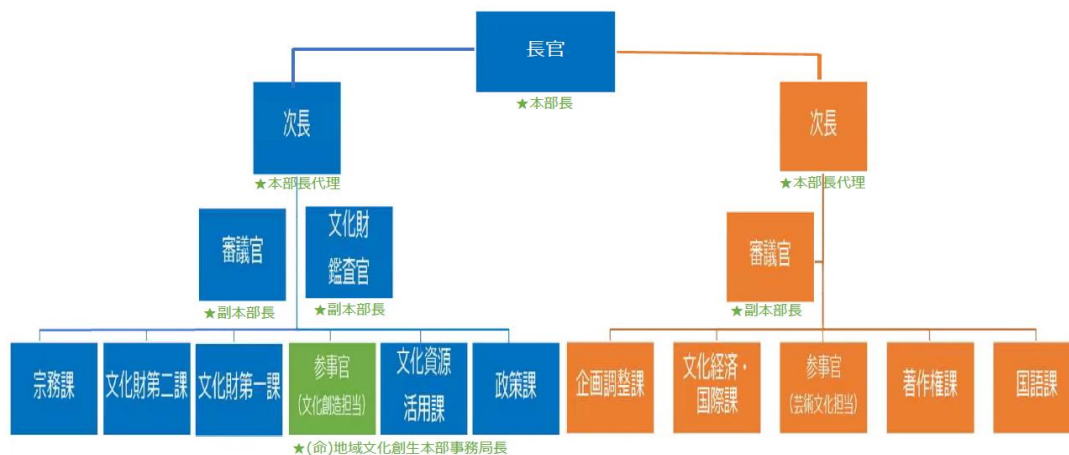 長官
★本部長
次長
★本部長代理
次長
★本部長代理
審議官
★副本部長
文化財
鑑査官
★副本部長
審議官
★副本部長
宗務課
文化財第二課
文化財第一課
参事官
(文化創造担当)
★(命)地域文化創生本部事務局長
文化資源
活用課
政策課
企画調整課
文化経済・
国際課
参事官
(芸術文化担当)
著作権課
国語課